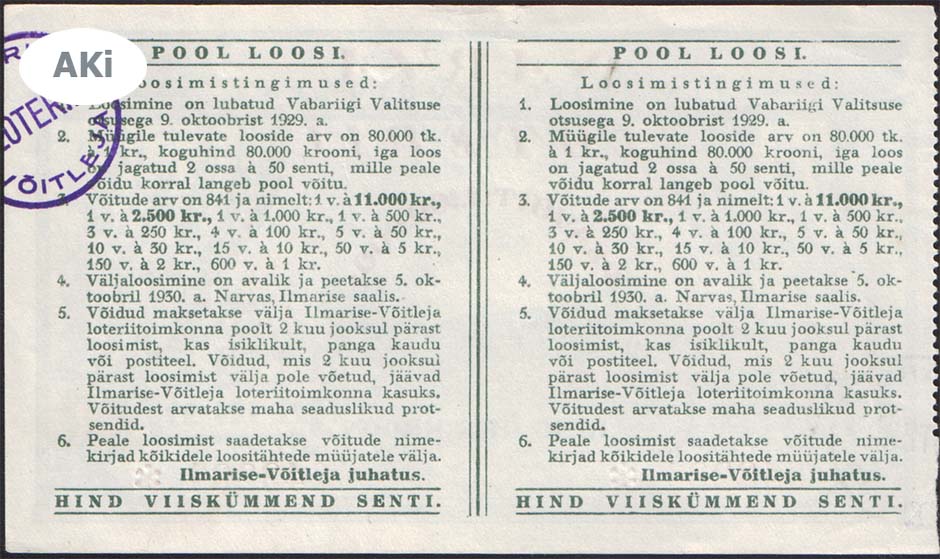 AKi
LOTERII
VÕITLEJA
POOL LOOSI.
Loosimistingimused:
1. Loosimine on lubatud Vabariigi Valitsuse
otsusega 9. oktoobrist 1929. a.
2. Müügile tulevate looside arv on 80.000 tk.
à 1 kr., koguhind 80.000 krooni, iga loos
on jagatud 2 ossa à 50 senti, mille peale
võidu korral langeb pool võitu.
3. Võitude arv on 841 ja nimelt: 1 v. à 11.000 kr.,
1 v. à 2.500 kr., 1 v. à 1.000 kr., 1 v. à 500 kr.,
3 v. à 250 kr., 4 v. à 100 kr., 5 v. à 50 kr.,
10 v. à 30 kr., 15 v. à 10 kr., 50 v. à 5 kr.,
150 v. à 2 kr., 600 v. à 1 kr.
4. Väljaloosimine on avalik ja peetakse 5. ok-
toobril 1930. a. Narvas, Ilmarise saalis.
5. Võidud maksetakse välja Ilmarise-Võitleja
loteriitoimkonna poolt 2 kuu jooksul pärast
loosimist, kas isiklikult, panga kaudu
või postiteel. Võidud, mis 2 kuu jooksul
pärast loosimist välja pole võetud, jäävad
Ilmarise-Võitleja loteriitoimkonna kasuks.
Võitudest arvatakse maha seaduslikud prot-
sendid.
6. Peale loosimist saadetakse võitude nime-
kirjad kõikidele loositähtede müüjatele välja.
Ilmarise-Võitleja juhatus.
HIND VIISKÜMMEND SENTI.
POOL LOOSI.
Loosimistingimused:
1. Loosimine on lubatud Vabariigi Valitsuse
otsusega 9. oktoobrist 1929. a.
2. Müügile tulevate looside arv on 80.000 tk.
à 1 kr., koguhind 80.000 krooni, iga loos
on jagatud 2 ossa à 50 senti, mille peale
võidu korral langeb pool võitu.
3. Võitude arv on 841 ja nimelt: 1 v. à 11.000 kr.,
1 v. à 2.500 kr., 1 v. à 1.000 kr., 1 v. à 500 kr.,
3 v. à 250 kr., 4 v. à 100 kr., 5 v. à 50 kr.,
10 v. à 30 kr., 15 v. à 10 kr., 50 v. à 5 kr.,
150 v. à 2 kr., 600 v. à 1 kr.
4. Väljaloosimine on avalik ja peetakse 5. ok-
toobril 1930. a. Narvas, Ilmarise saalis.
5. Võidud maksetakse välja Ilmarise-Võitleja
loteriitoimkonna poolt 2 kuu jooksul pärast
loosimist, kas isiklikult, panga kaudu
või postiteel. Võidud, mis 2 kuu jooksul
pärast loosimist välja pole võetud, jäävad
Ilmarise-Võitleja loteriitoimkonna kasuks.
Võitudest arvatakse maha seaduslikud prot-
sendid.
6. Peale loosimist saadetakse võitude nime-
kirjad kõikidele loositähtede müüjatele välja.
Ilmarise-Võitleja juhatus.
HIND VIISKÜMMEND SENTI.